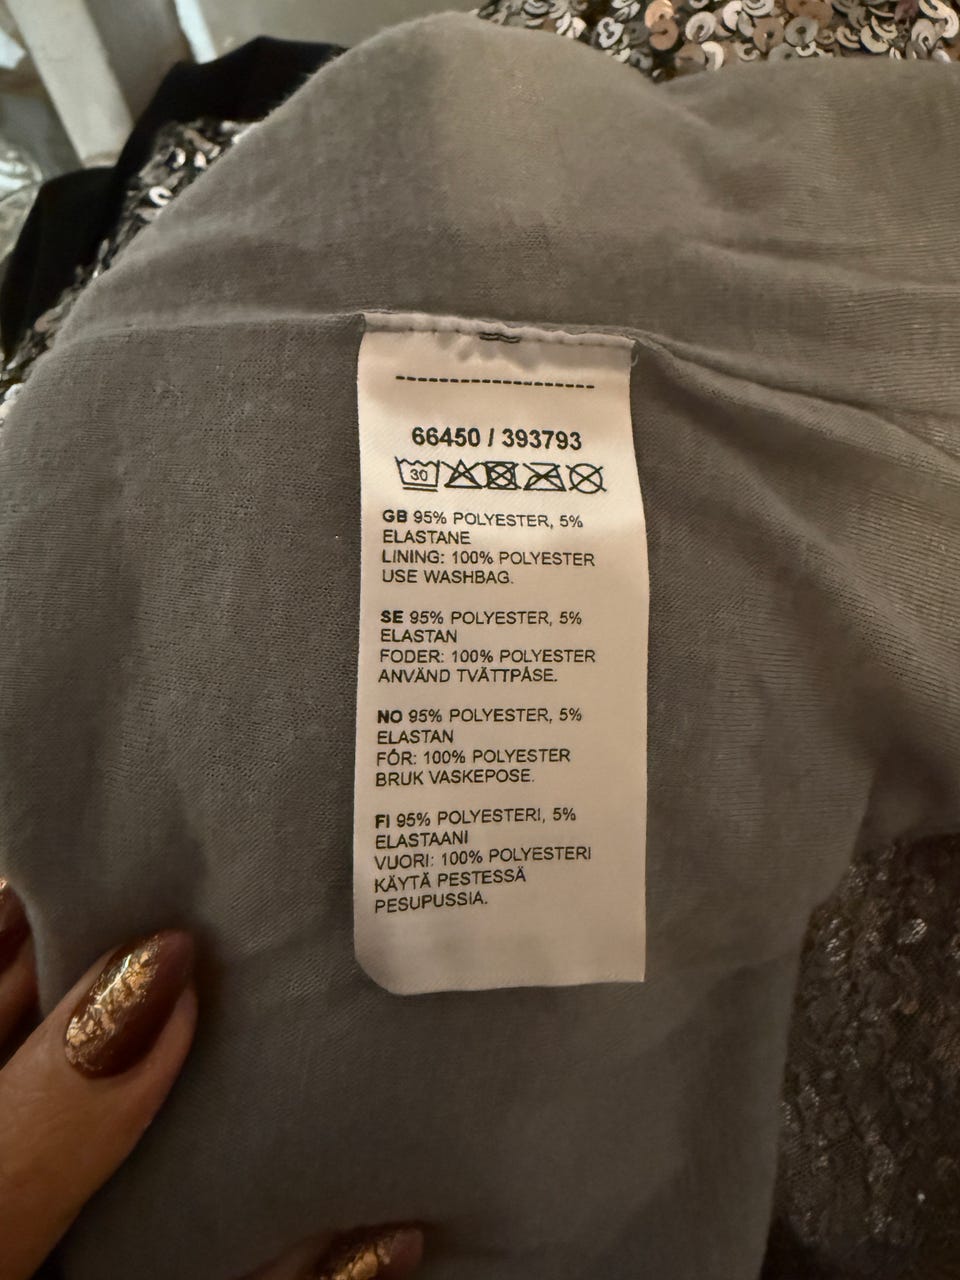 --------------------
66450 / 393793
30
GB 95% POLYESTER, 5%
ELASTANE
LINING: 100% POLYESTER
USE WASHBAG.
SE 95% POLYESTER, 5%
ELASTAN
FODER: 100% POLYESTER
ANVÄND TVÄTTPÅSE.
NO 95% POLYESTER, 5%
ELASTAN
FÓR: 100% POLYESTER
BRUK VASKEPOSE.
FI 95% POLYESTERI, 5%
ELASTAANI
VUORI: 100% POLYESTERI
KÄYTÄ PESTESSÄ
PESUPUSSIA.